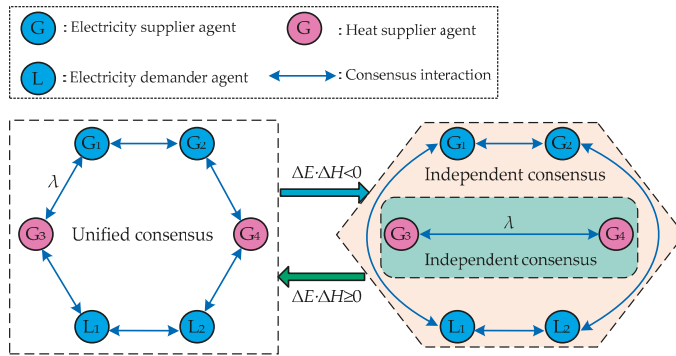 G : Electricity supplier agent
G : Heat supplier agent
L : Electricity demander agent
: Consensus interaction
G1 G2
λ
G3 Unified consensus G4
L1 L2
ΔE·ΔH<0
ΔE·ΔH≥0
G1 G2
Independent consensus
λ
G3 G4
Independent consensus
L1 L2